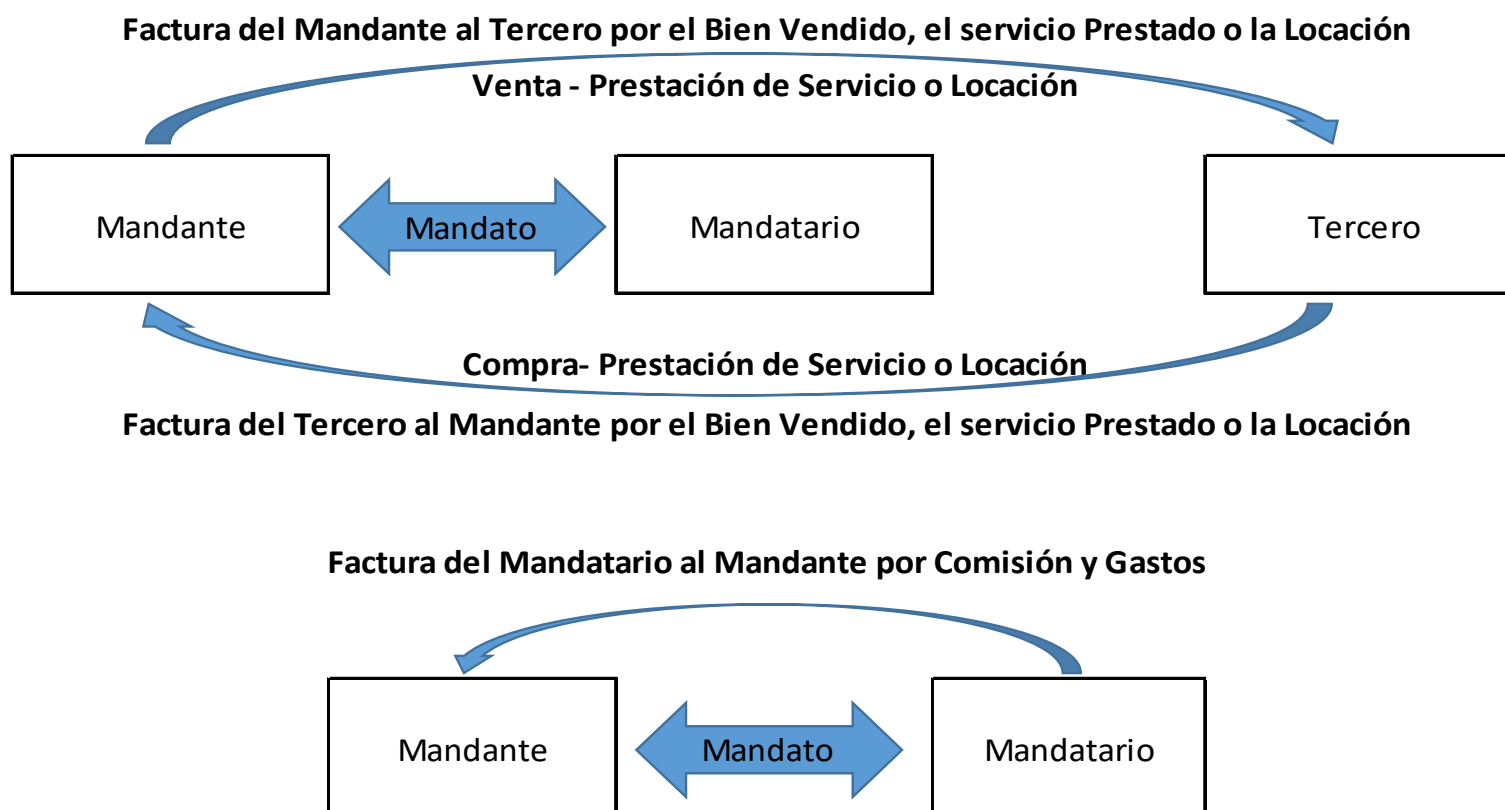 Factura del Mandante al Tercero por el Bien Vendido, el servicio Prestado o la Locación
Venta - Prestación de Servicio o Locación
Mandante
Mandato
Mandatario
Tercero
Compra- Prestación de Servicio o Locación
Factura del Tercero al Mandante por el Bien Vendido, el servicio Prestado o la Locación
Factura del Mandatario al Mandante por Comisión y Gastos
Mandante
Mandato
Mandatario